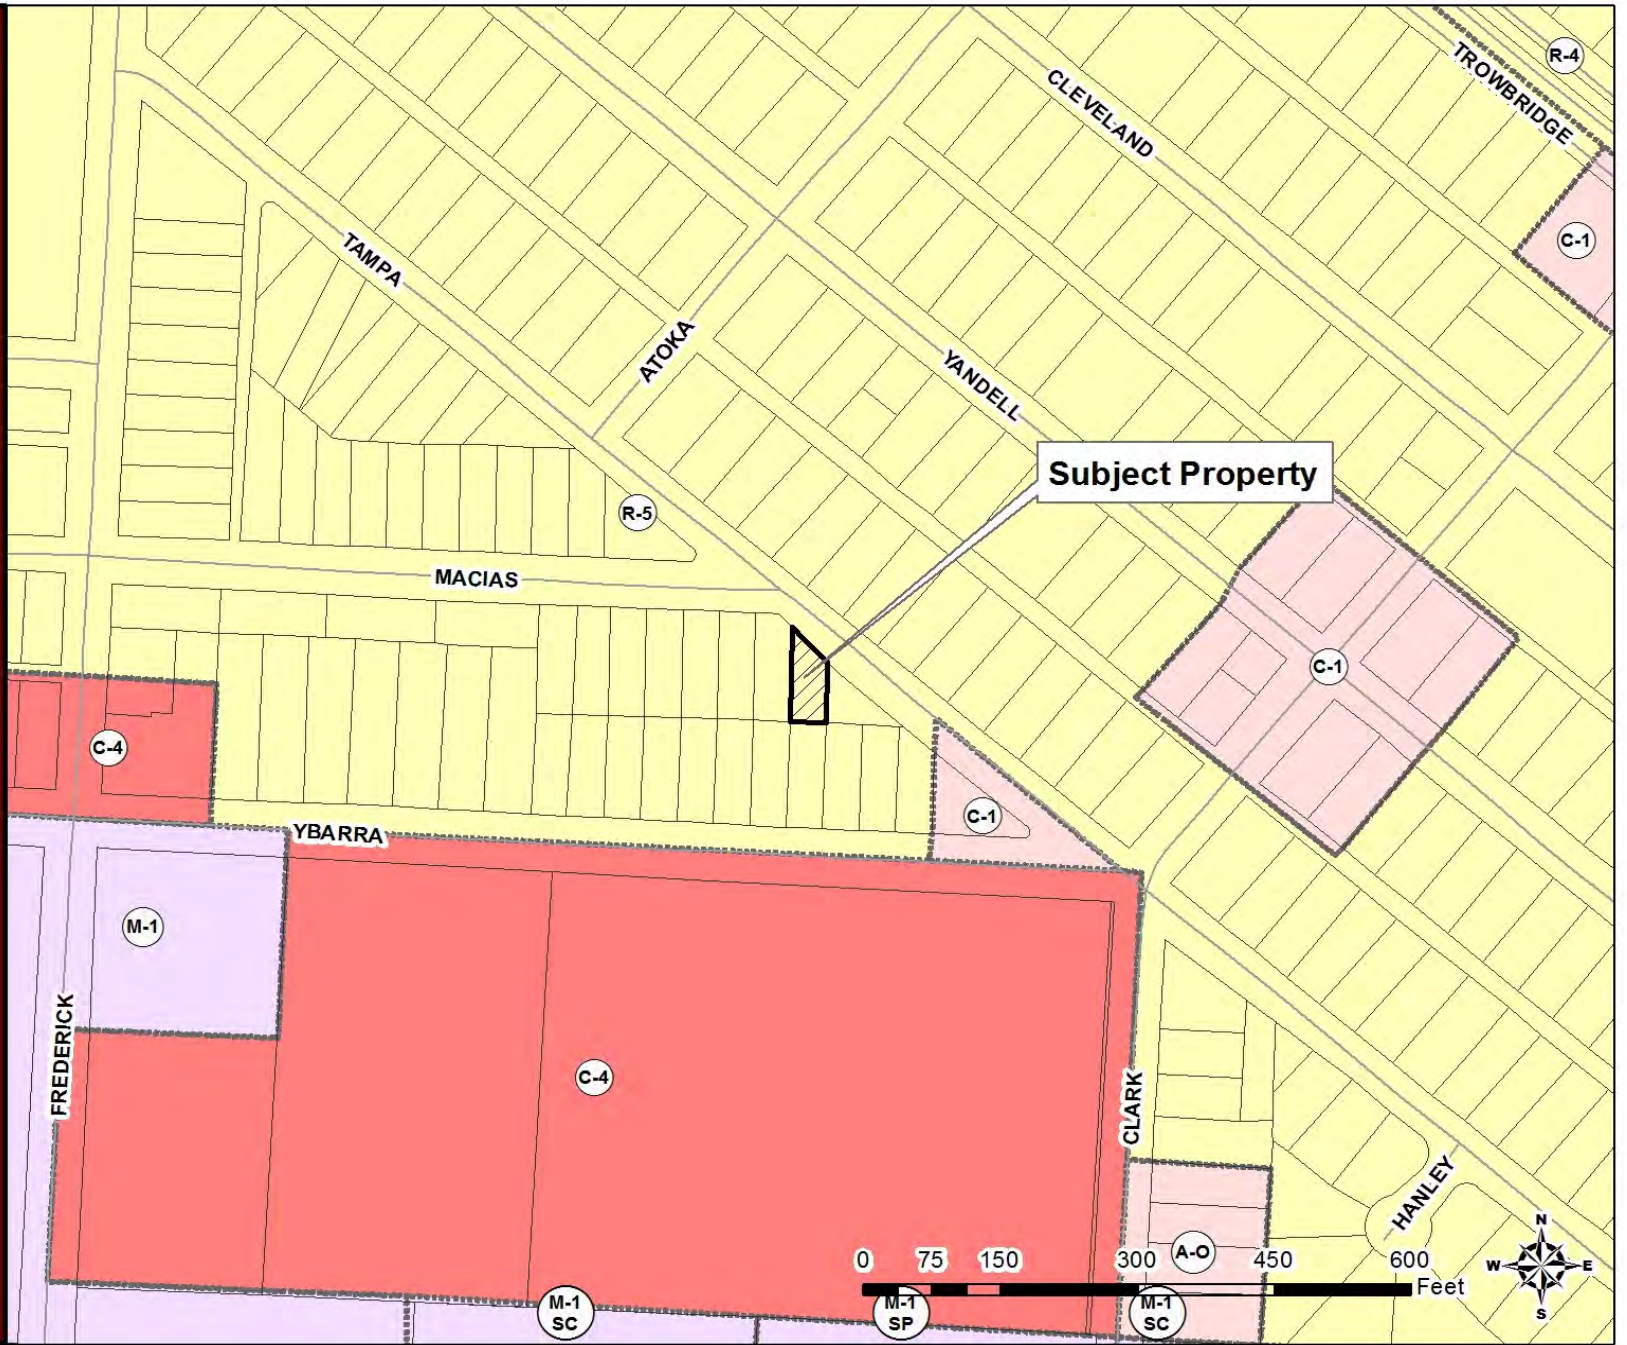 R-4
TROWBRIDGE
CLEVELAND
C-1
TAMPA
ATOKA
YANDELL
Subject Property
R-5
MACIAS
C-1
C-4
C-1
YBARRA
M-1
FREDERICK
C-4
CLARK
HANLEY
N
W E
S
A-O
0 75 150 300 450 600
Feet
M-1
SC
M-1
SP
M-1
SC